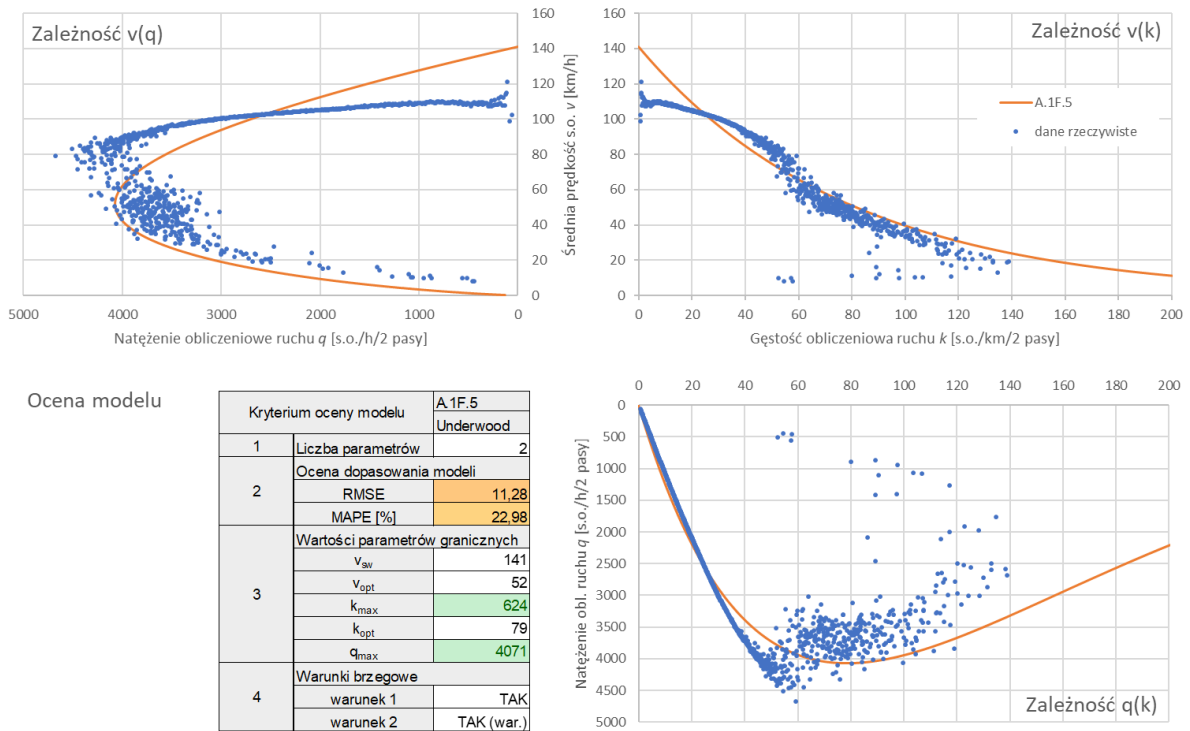 Zależność v(q)
160
140
120
100
80
60
40
20
0
Średnia prędkość s.o. v [km/h]
5000 4000 3000 2000 1000 0
Natężenie obliczeniowe ruchu q [s.o./h/2 pasy]
Zależność v(k)
160
140
120
100
80
60
40
20
0
A.1F.5
dane rzeczywiste
0 20 40 60 80 100 120 140 160 180 200
Gęstość obliczeniowa ruchu k [s.o./km/2 pasy]
Ocena modelu
Kryterium oceny modelu A.1F.5
Underwood
1 Liczba parametrów 2
2 Ocena dopasowania modeli
RMSE 11,28
MAPE [%] 22,98
3 Wartości parametrów granicznych
vsw 141
vopt 52
kmax 624
kopt 79
qmax 4071
4 Warunki brzegowe
warunek 1 TAK
warunek 2 TAK (war.)
0 20 40 60 80 100 120 140 160 180 200
0
500
1000
1500
2000
2500
3000
3500
4000
4500
5000
Natężenie obl. ruchu q [s.o./h/2 pasy]
Zależność q(k)